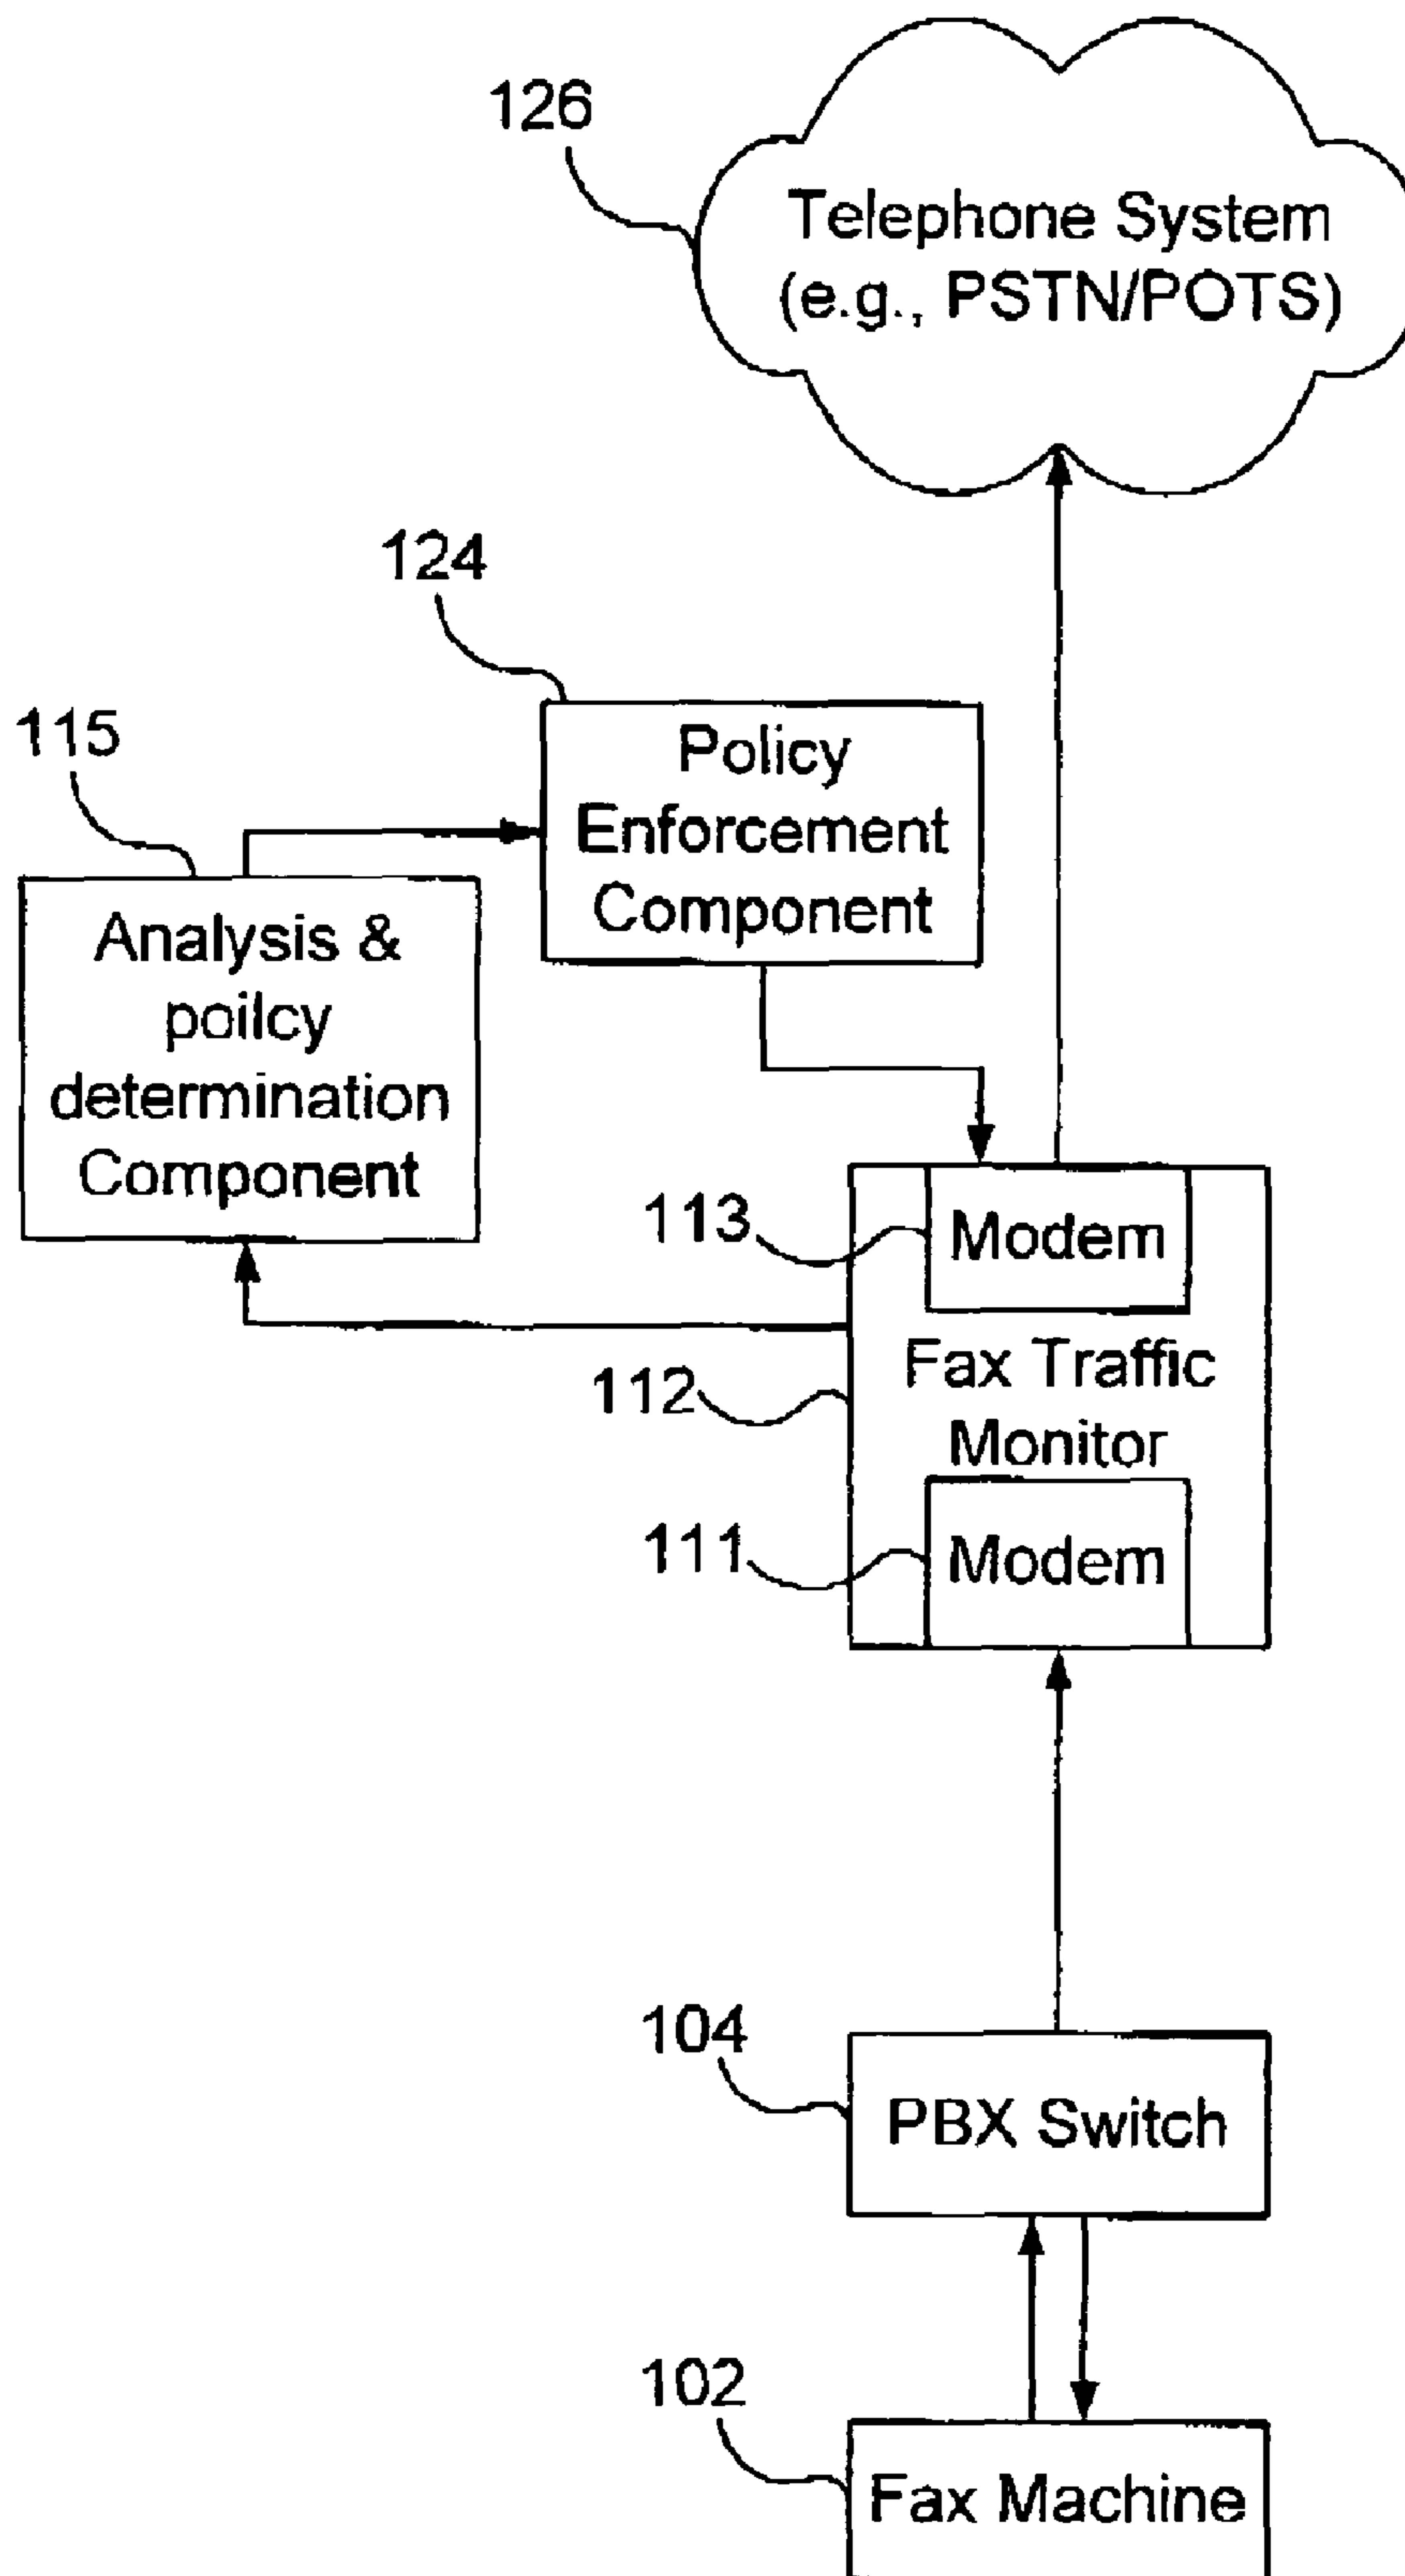 126
Telephone System
(e.g., PSTN/POTS)
124
Policy
Enforcement
Component
115
Analysis &
poilcy
determination
Component
113
Modem
112
Fax Traffic
Monitor
111
Modem
104
PBX Switch
102
Fax Machine